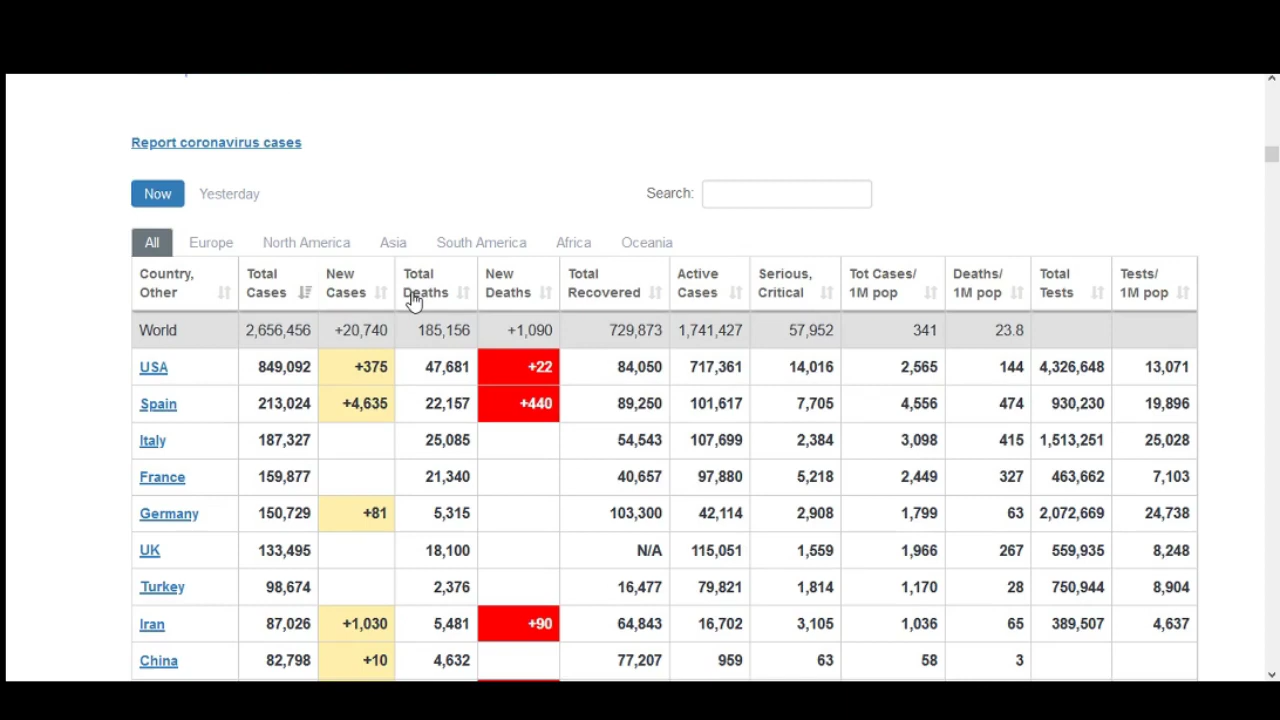 Report coronavirus cases
Now Yesterday Search:
All Europe North America Asia South America Africa Oceania
Country, Total New Total New Total Active Serious, Tot Cases/ Deaths/ Total Tests/
Other Cases Cases Deaths Deaths Recovered Cases Critical 1M pop 1M pop Tests 1M pop
World 2,656,456 +20,740 185,156 +1,090 729,873 1,741,427 57,952 341 23.8
USA 849,092 +375 47,681 +22 84,050 717,361 14,016 2,565 144 4,326,648 13,071
Spain 213,024 +4,635 22,157 +440 89,250 101,617 7,705 4,556 474 930,230 19,896
Italy 187,327 25,085 54,543 107,699 2,384 3,098 415 1,513,251 25,028
France 159,877 21,340 40,657 97,880 5,218 2,449 327 463,662 7,103
Germany 150,729 +81 5,315 103,300 42,114 2,908 1,799 63 2,072,669 24,738
UK 133,495 18,100 N/A 115,051 1,559 1,966 267 559,935 8,248
Turkey 98,674 2,376 16,477 79,821 1,814 1,170 28 750,944 8,904
Iran 87,026 +1,030 5,481 +90 64,843 16,702 3,105 1,036 65 389,507 4,637
China 82,798 +10 4,632 77,207 959 63 58 3